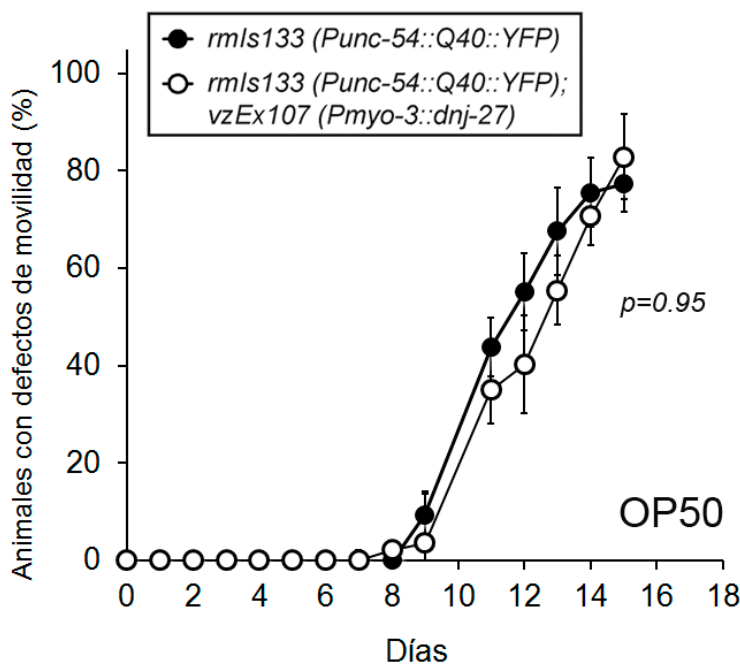 rmIs133 (Punc-54::Q40::YFP)
rmIs133 (Punc-54::Q40::YFP);
vzEx107 (Pmyo-3::dnj-27)
Animales con defectos de movilidad (%)
100
80
60
40
20
0
p=0.95
OP50
0 2 4 6 8 10 12 14 16 18
Días